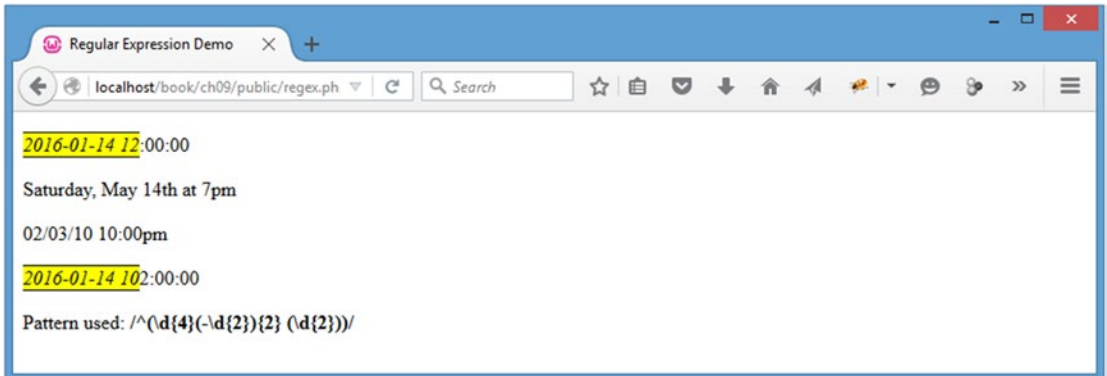 Regular Expression Demo
localhost/book/ch09/public/regex.ph
Search
2016-01-14 12:00:00
Saturday, May 14th at 7pm
02/03/10 10:00pm
2016-01-14 102:00:00
Pattern used: /^(\d{4}(-\d{2}){2} (\d{2}))/